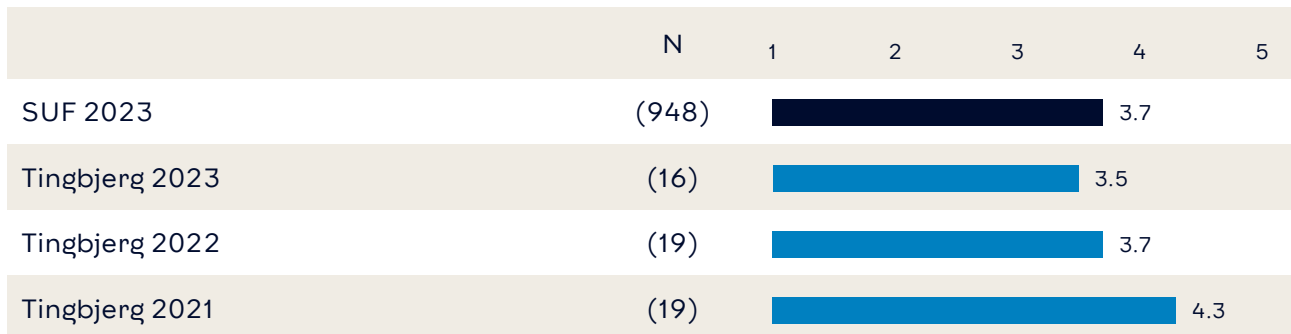 N 1 2 3 4 5
SUF 2023 (948) 3.7
Tingbjerg 2023 (16) 3.5
Tingbjerg 2022 (19) 3.7
Tingbjerg 2021 (19) 4.3